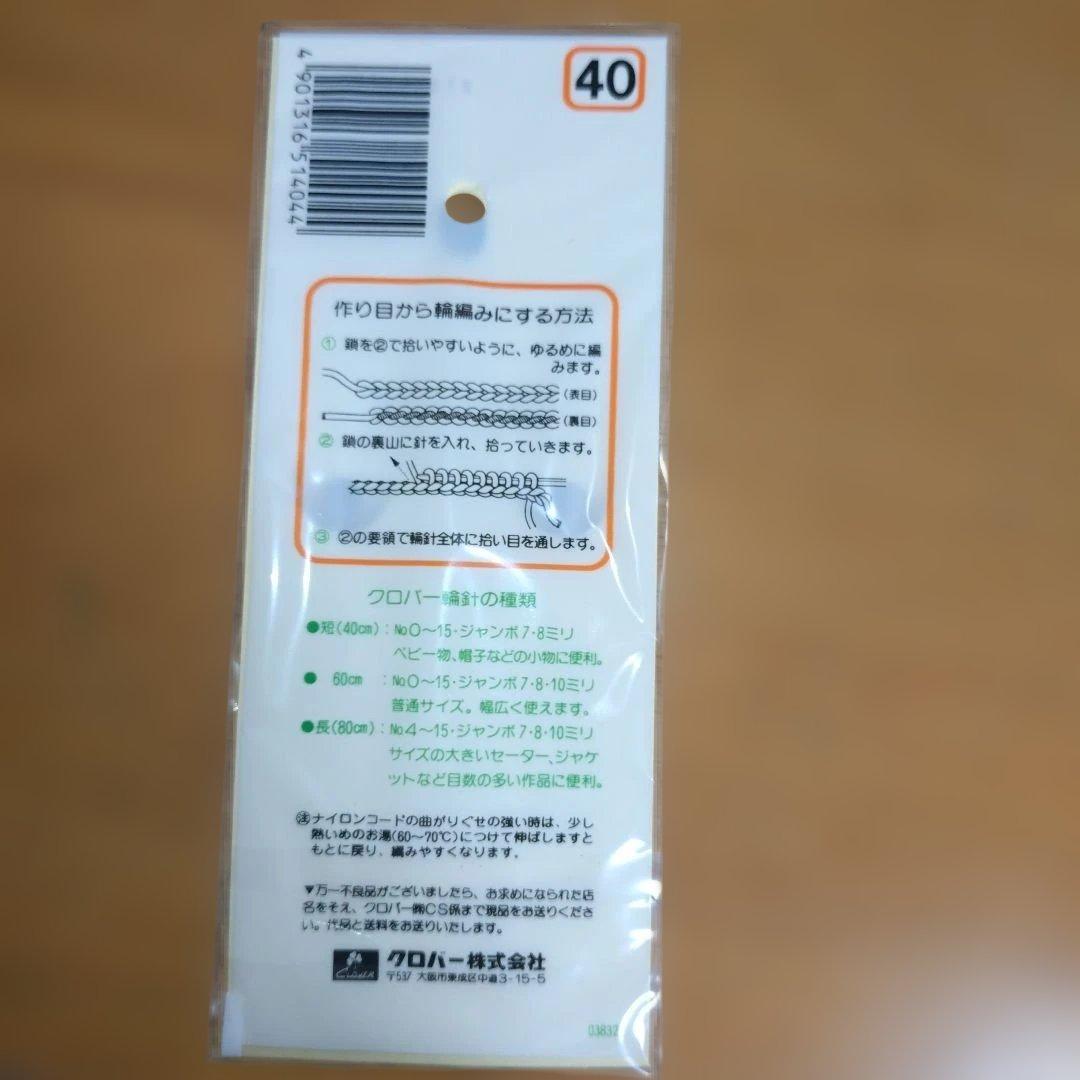 40
4 901316 514044
作り目から輪編みにする方法
① 鎖を②で拾いやすいように、ゆるめに編
みます。
(表目)
(裏目)
② 鎖の裏山に針を入れ、拾っていきます。
③ ②の要領で輪針全体に拾い目を通します。
クロバー輪針の種類
●短(40cm):No.0〜15・ジャンボ7・8ミリ
ベビー物、帽子などの小物に便利。
● 60cm :No.0〜15・ジャンボ7・8・10ミリ
普通サイズ。幅広く使えます。
●長(80cm):No.4〜15・ジャンボ7・8・10ミリ
サイズの大きいセーター、ジャケ
ットなど目数の多い作品に便利。
㊟ナイロンコードの曲がりぐせの強い時は、少し
熱いめのお湯(60〜70℃)につけて伸ばしますと
もとに戻り、編みやすくなります。
▼万一不良品がございましたら、お求めになられた店
名をそえ、クロバー㈱CS係まで現品をお送りくださ
い。代品と送料をお送りいたします。
Clover
クロバー株式会社
〒537 大阪市東成区中道3-15-5
03832